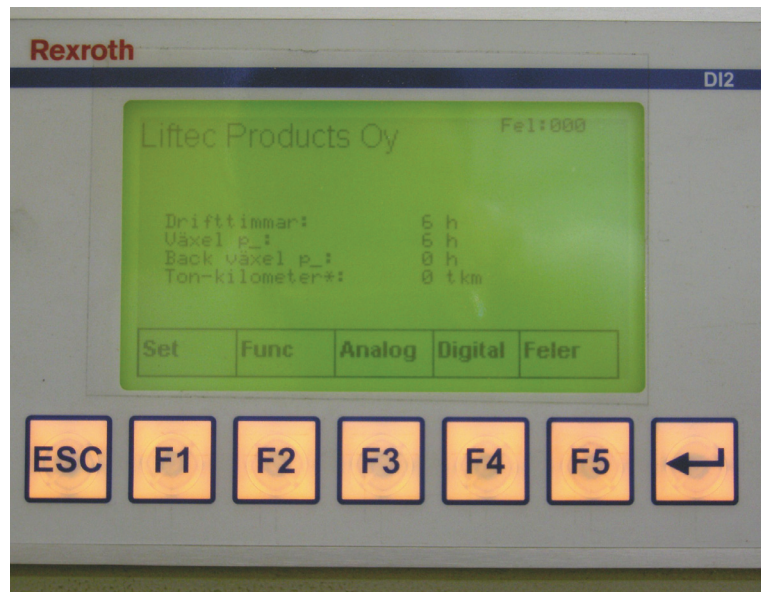 Rexroth
DI2
Liftec Products Oy
Fel:000
Drifttimmar: 6 h
Växel p_: 6 h
Back växel p_: 0 h
Ton-kilometer*: 0 tkm
Set Func Analog Digital Feler
ESC F1 F2 F3 F4 F5